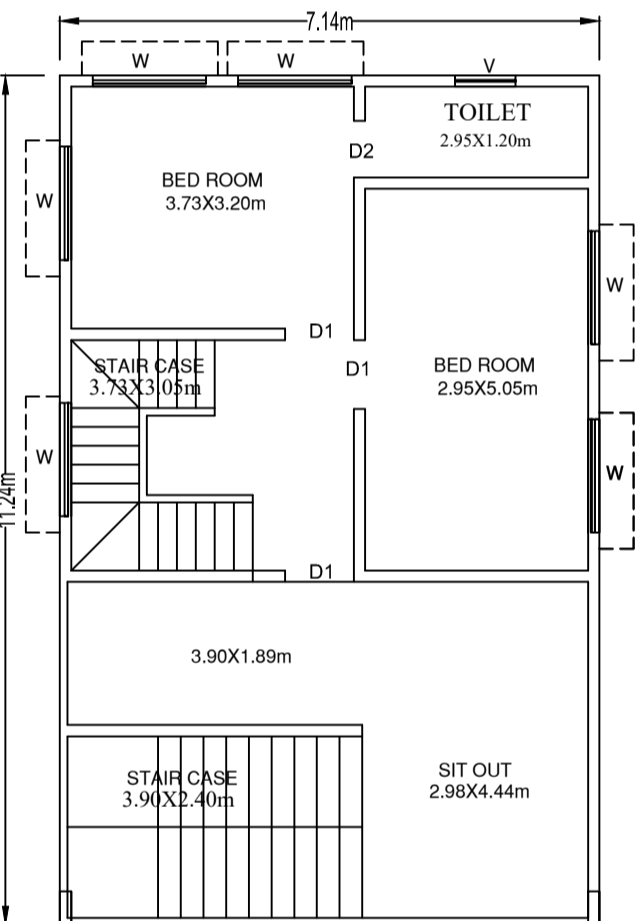 7.14m
W
W
V
TOILET
2.95X1.20m
D2
BED ROOM
3.73X3.20m
W
W
D1
STAIR CASE
3.73X3.05m
D1
BED ROOM
2.95X5.05m
W
W
11.24m
D1
3.90X1.89m
STAIR CASE
3.90X2.40m
SIT OUT
2.98X4.44m